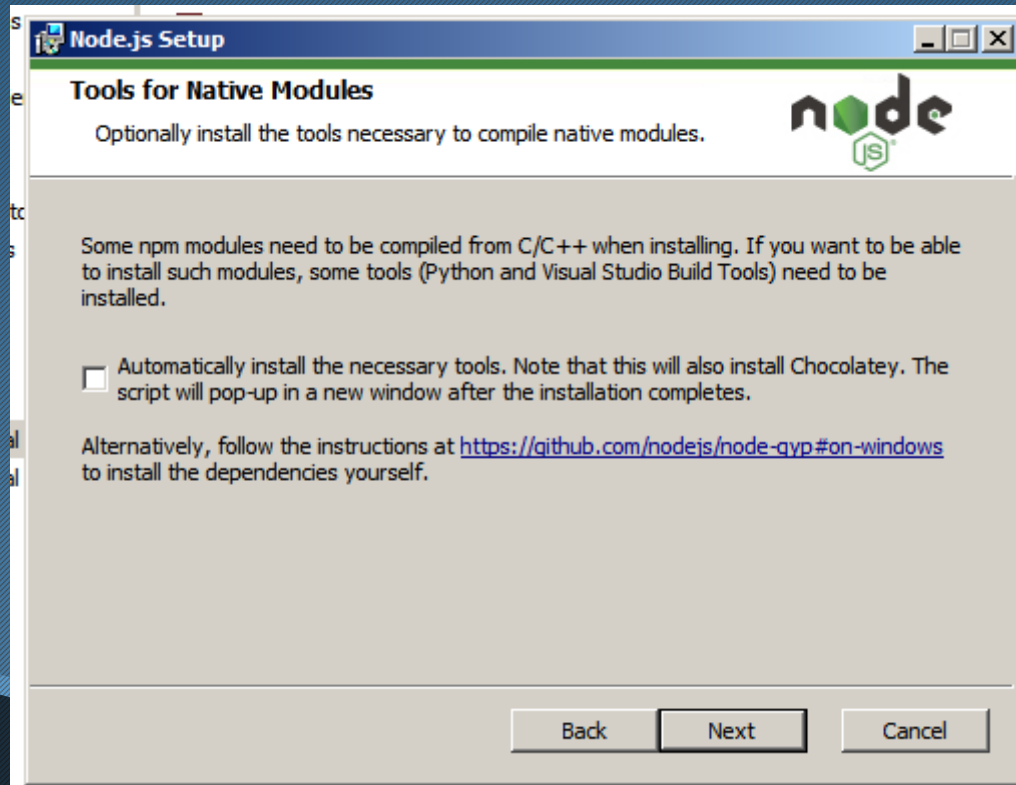 Node.js Setup
Tools for Native Modules
Optionally install the tools necessary to compile native modules.
node
JS
Some npm modules need to be compiled from C/C++ when installing. If you want to be able
to install such modules, some tools (Python and Visual Studio Build Tools) need to be
installed.
Automatically install the necessary tools. Note that this will also install Chocolatey. The
script will pop-up in a new window after the installation completes.
Alternatively, follow the instructions at https://github.com/nodejs/node-gyp#on-windows
to install the dependencies yourself.
Back
Next
Cancel